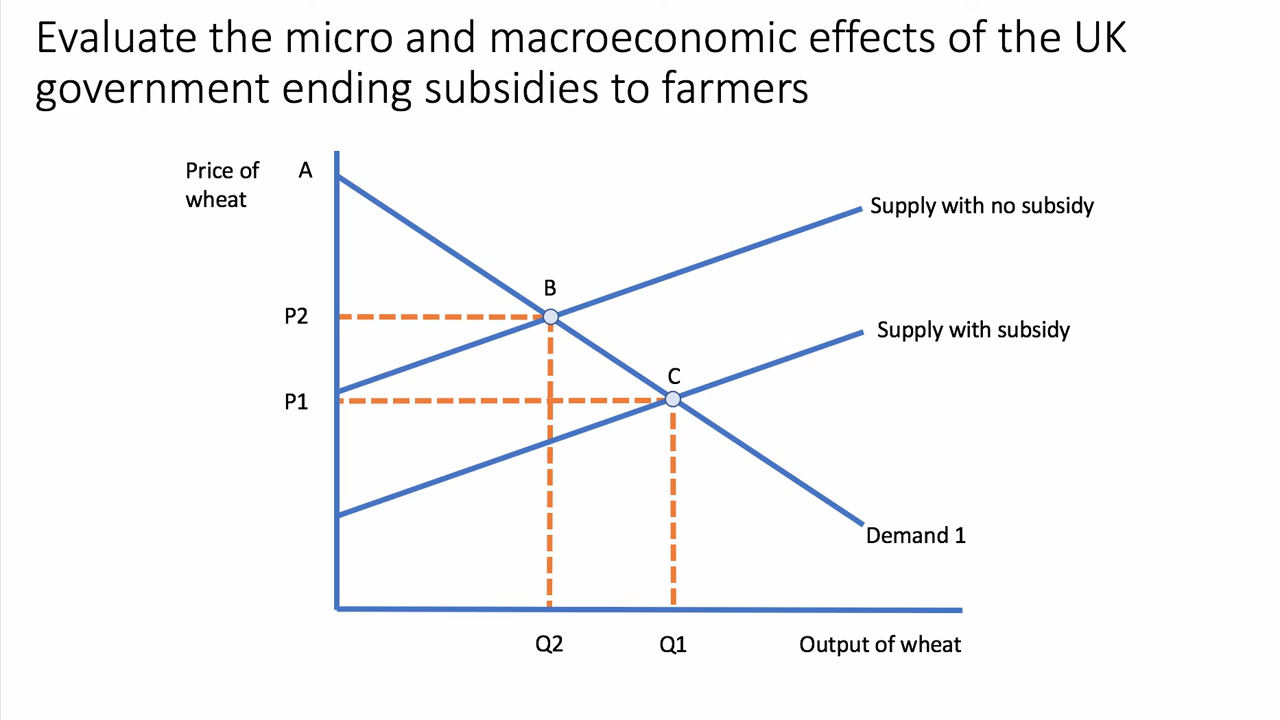 Evaluate the micro and macroeconomic effects of the UK
government ending subsidies to farmers
Price of
wheat
A
Supply with no subsidy
B
P2
Supply with subsidy
C
P1
Demand 1
Q2
Q1
Output of wheat